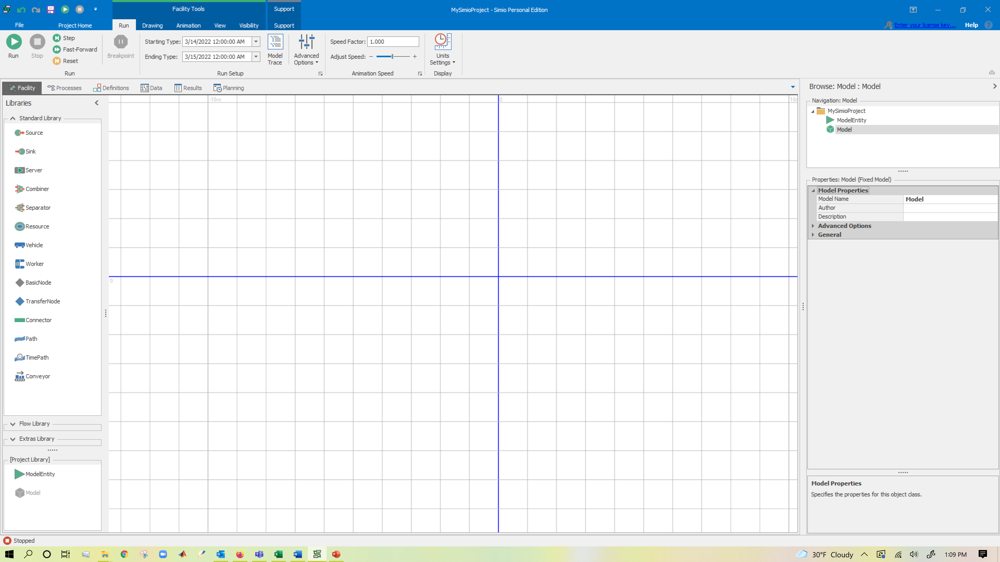 Facility Tools
Support
MySimioProject - Simio Personal Edition
File
Project Home
Run
Drawing
Animation
View
Visibility
Support
Enter your license key...
Help
Run
Stop
Step
Fast-Forward
Reset
Run
Breakpoint
Starting Type: 3/14/2022 12:00:00 AM
Ending Type: 3/15/2022 12:00:00 AM
Model
Trace
Advanced
Options
Run Setup
Speed Factor: 1.000
Adjust Speed: − +
Animation Speed
Units
Settings
Display
Facility
Processes
Definitions
Data
Results
Planning
Browse: Model : Model
Libraries
Standard Library
Source
Sink
Server
Combiner
Separator
Resource
Vehicle
Worker
BasicNode
TransferNode
Connector
Path
TimePath
Conveyor
Flow Library
Extras Library
[Project Library]
ModelEntity
Model
-10m
0
10m
0
Navigation: Model
MySimioProject
ModelEntity
Model
Properties: Model (Fixed Model)
Model Properties
Model Name Model
Author
Description
Advanced Options
General
Model Properties
Specifies the properties for this object class.
Stopped
30°F Cloudy
1:09 PM